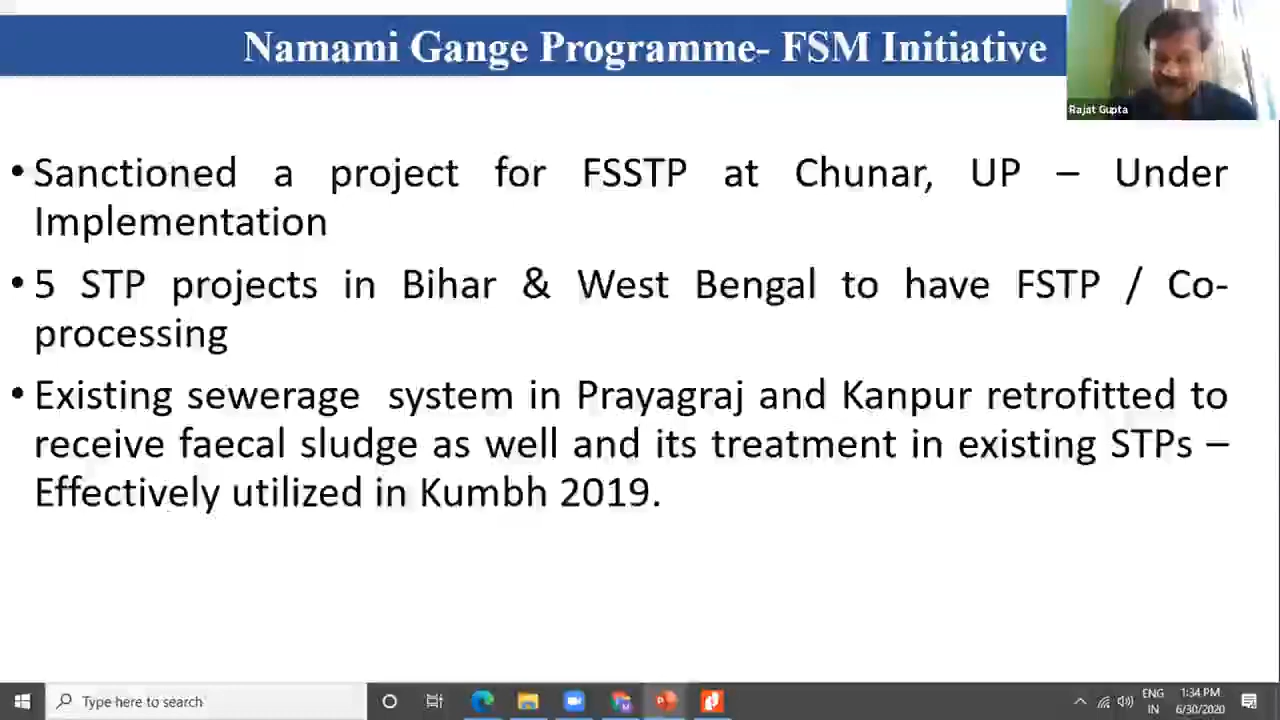 Namami Gange Programme- FSM Initiative
Rajat Gupta
• Sanctioned a project for FSSTP at Chunar, UP – Under
Implementation
• 5 STP projects in Bihar & West Bengal to have FSTP / Co-
processing
• Existing sewerage system in Prayagraj and Kanpur retrofitted to
receive faecal sludge as well and its treatment in existing STPs –
Effectively utilized in Kumbh 2019.
Type here to search
ENG
IN
1:34 PM
6/30/2020